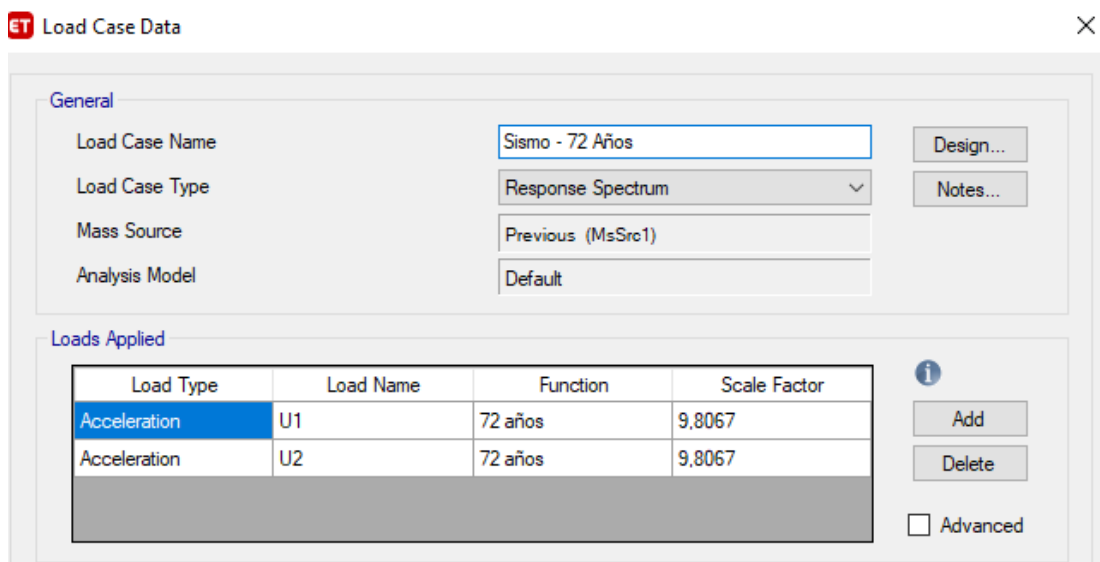 ET Load Case Data
General
Load Case Name Sismo - 72 Años Design...
Load Case Type Response Spectrum Notes...
Mass Source Previous (MsSrc1)
Analysis Model Default
Loads Applied
Load Type Load Name Function Scale Factor
Acceleration U1 72 años 9,8067 Add
Acceleration U2 72 años 9,8067 Delete
Advanced